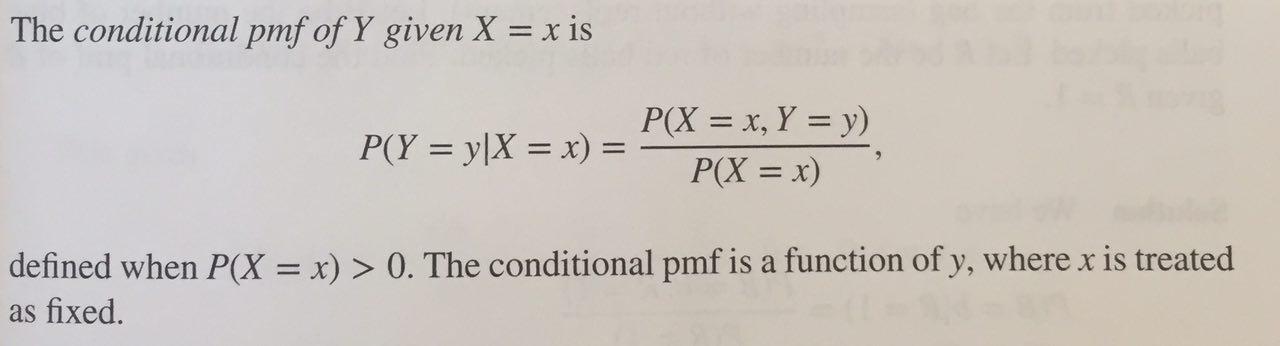 The conditional pmf of Y given X = x is
P(Y = y|X = x) = P(X = x, Y = y) / P(X = x),
defined when P(X = x) > 0. The conditional pmf is a function of y, where x is treated
as fixed.